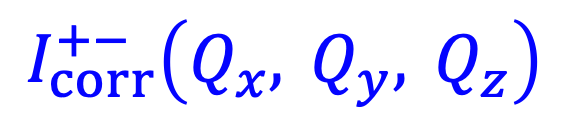 I_corr^{+−}(Q_x, Q_y, Q_z)